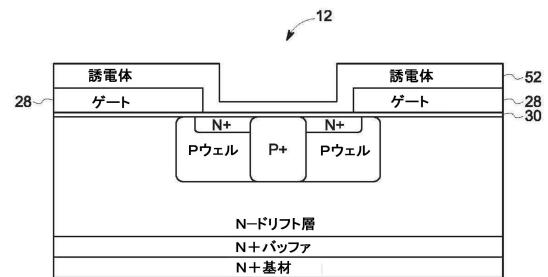 12
誘電体 誘電体 52
28 ゲート ゲート 28
30
N+ N+
Pウェル P+ Pウェル
N−ドリフト層
N+バッファ
N+基材